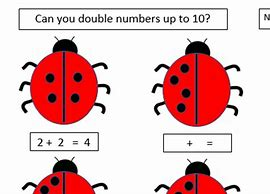 Can you double numbers up to 10?
N
2 + 2 = 4
+ =